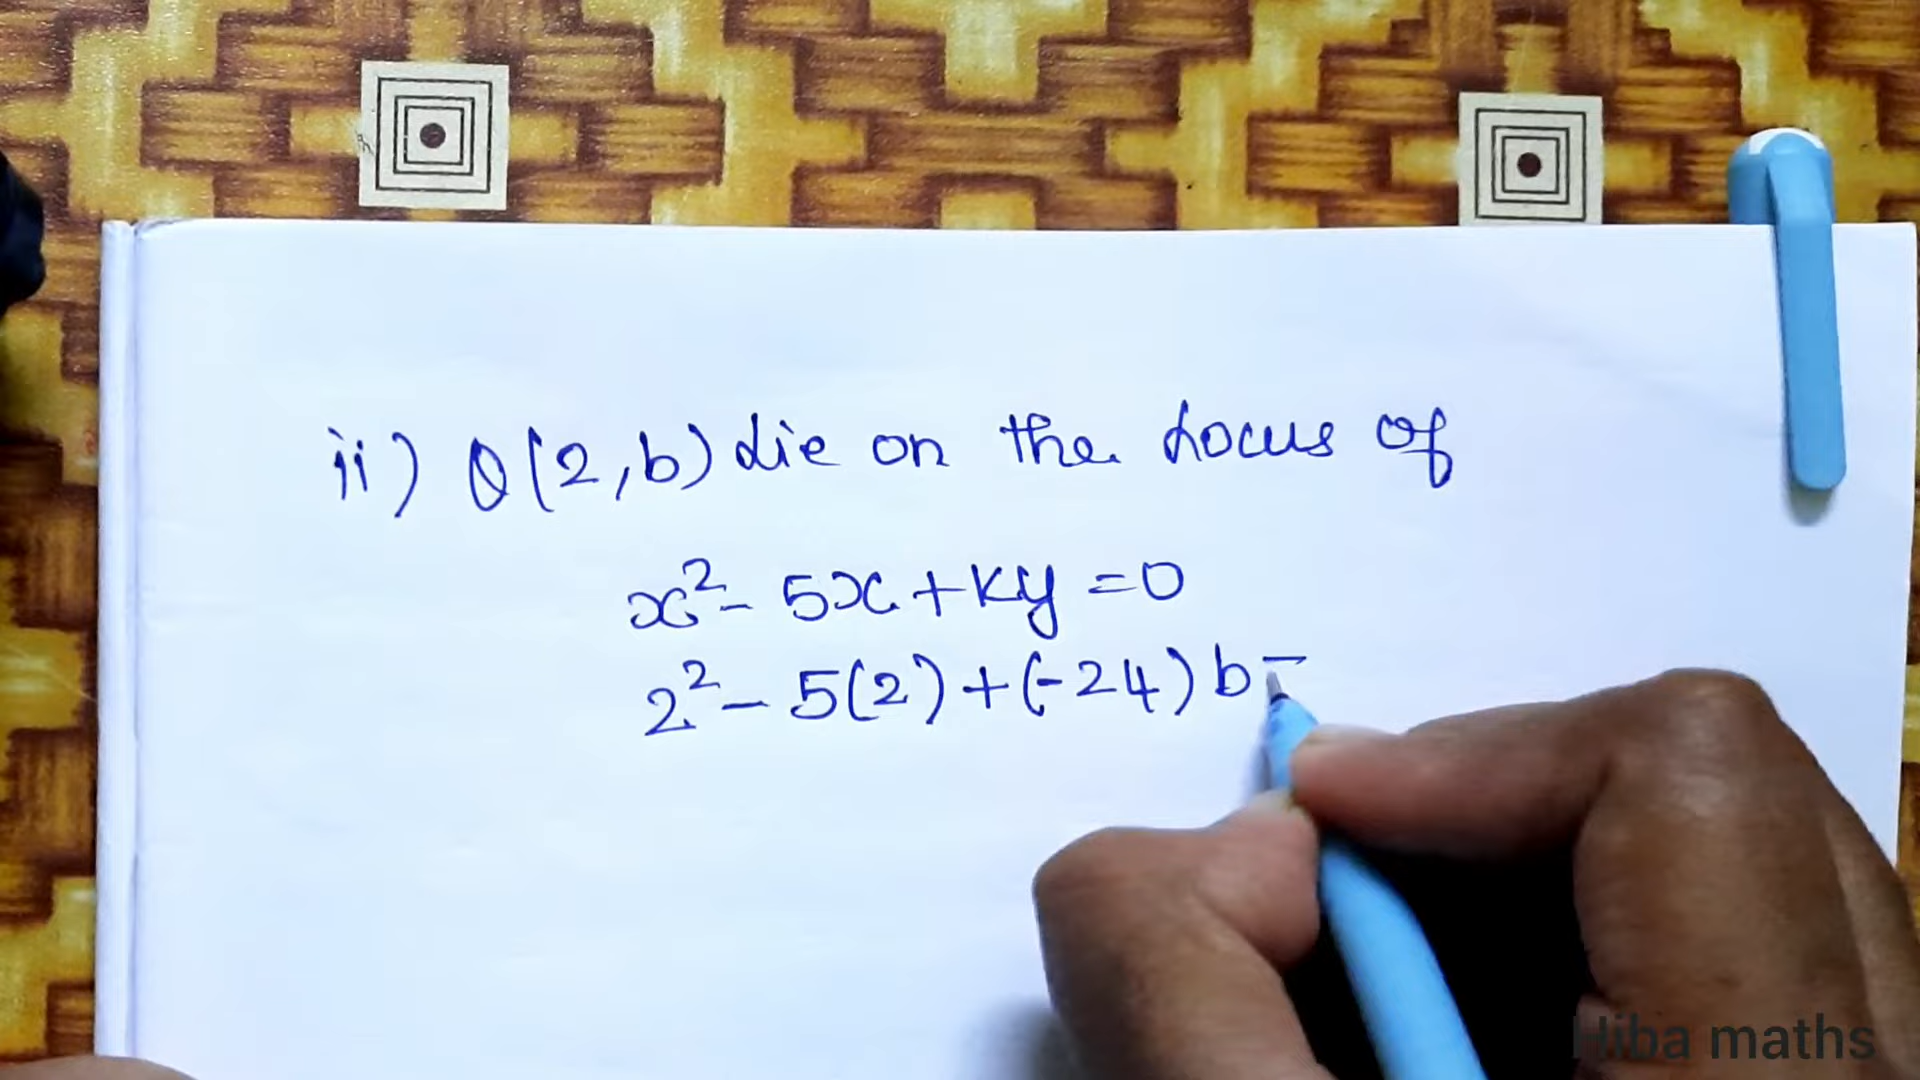 ii) Q(2,b) lie on the Locus of
x² - 5x + ky = 0
2² - 5(2) + (-24) b -
Hiba maths